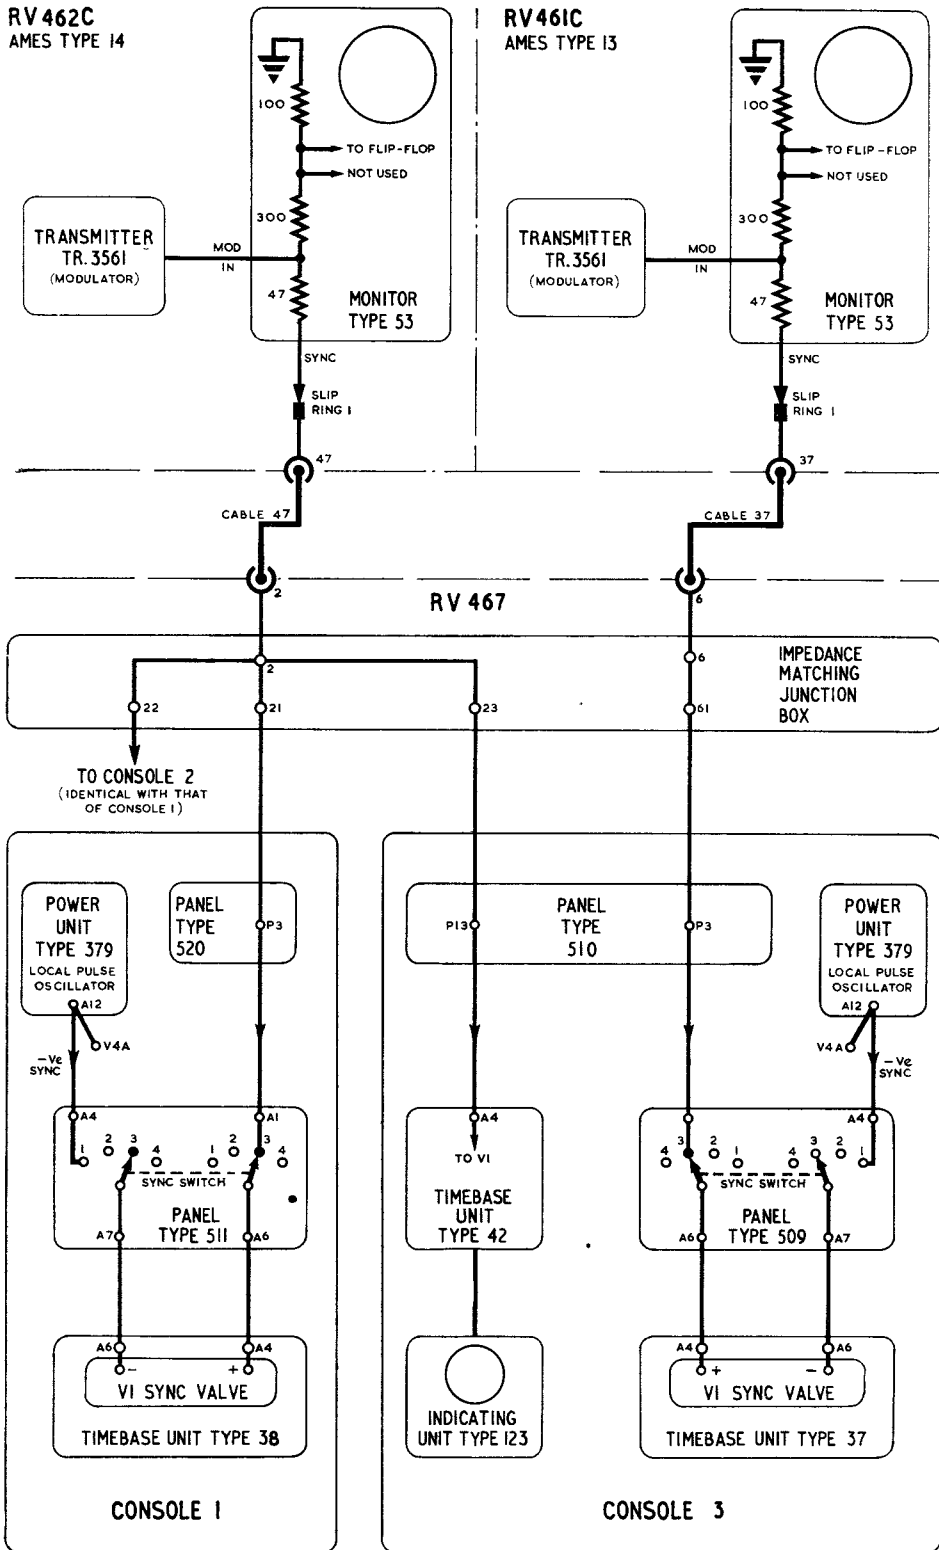 RV 462C
AMES TYPE 14
100
TO FLIP-FLOP
NOT USED
300
TRANSMITTER
TR. 3561
(MODULATOR)
MOD
IN
47
MONITOR
TYPE 53
SYNC
SLIP
RING 1
47
CABLE 47
2
RV 461C
AMES TYPE 13
100
TO FLIP-FLOP
NOT USED
300
TRANSMITTER
TR. 3561
(MODULATOR)
MOD
IN
47
MONITOR
TYPE 53
SYNC
SLIP
RING 1
37
CABLE 37
6
RV 467
2
6
IMPEDANCE
MATCHING
JUNCTION
BOX
22
21
23
61
TO CONSOLE 2
(IDENTICAL WITH THAT
OF CONSOLE 1)
POWER
UNIT
TYPE 379
LOCAL PULSE
OSCILLATOR
A12
V4A
-Ve
SYNC
PANEL
TYPE
520
P3
A4
A1
1 2 3 4 1 2 3 4
SYNC SWITCH
PANEL
TYPE 511
A7
A6
A6
A4
- +
V1 SYNC VALVE
TIMEBASE UNIT TYPE 38
CONSOLE 1
P13
PANEL
TYPE
510
P3
POWER
UNIT
TYPE 379
LOCAL PULSE
OSCILLATOR
A12
V4A
-Ve
SYNC
A4
TO V1
TIMEBASE
UNIT
TYPE 42
INDICATING
UNIT TYPE 123
A4
4 3 2 1 4 3 2 1
SYNC SWITCH
PANEL
TYPE 509
A6
A7
A4
A6
+ -
V1 SYNC VALVE
TIMEBASE UNIT TYPE 37
CONSOLE 3